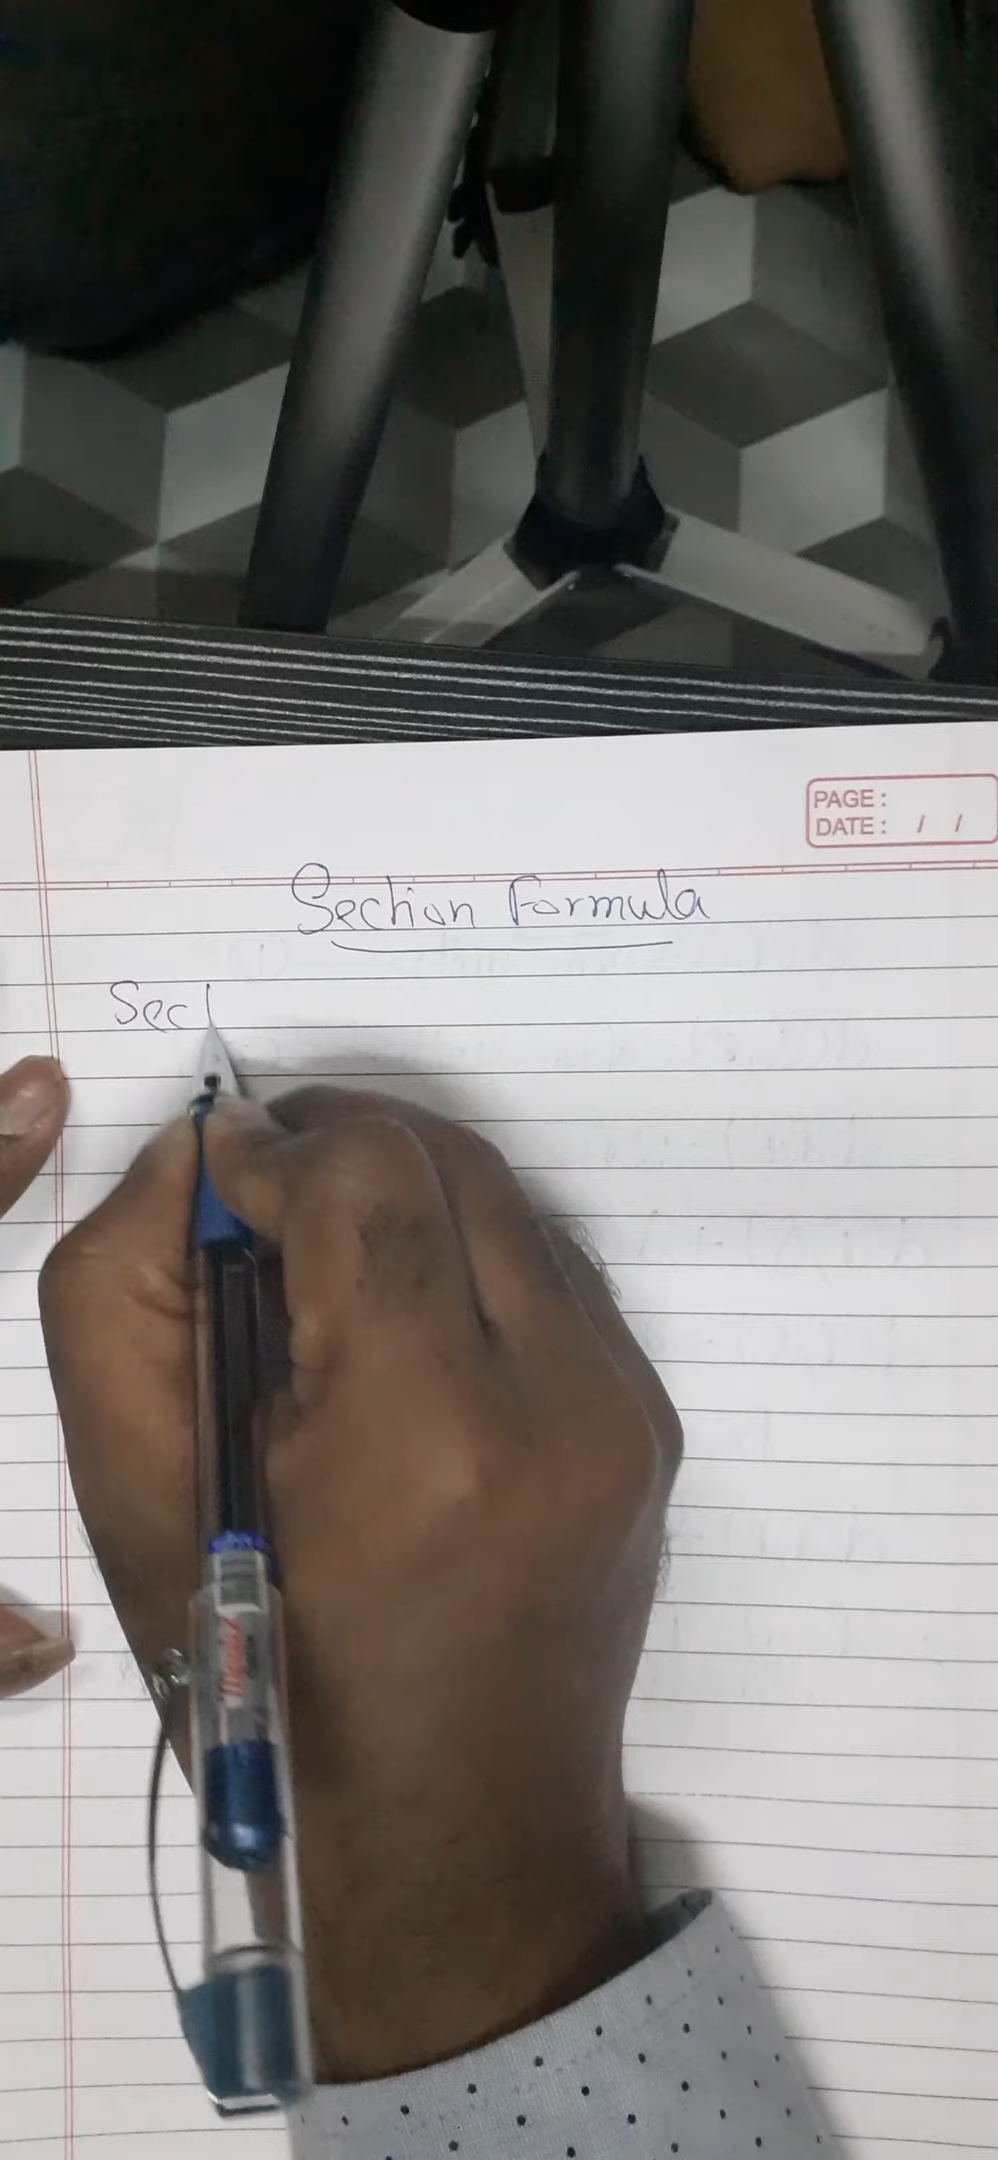 PAGE :
DATE : / /
Section Formula
Sec